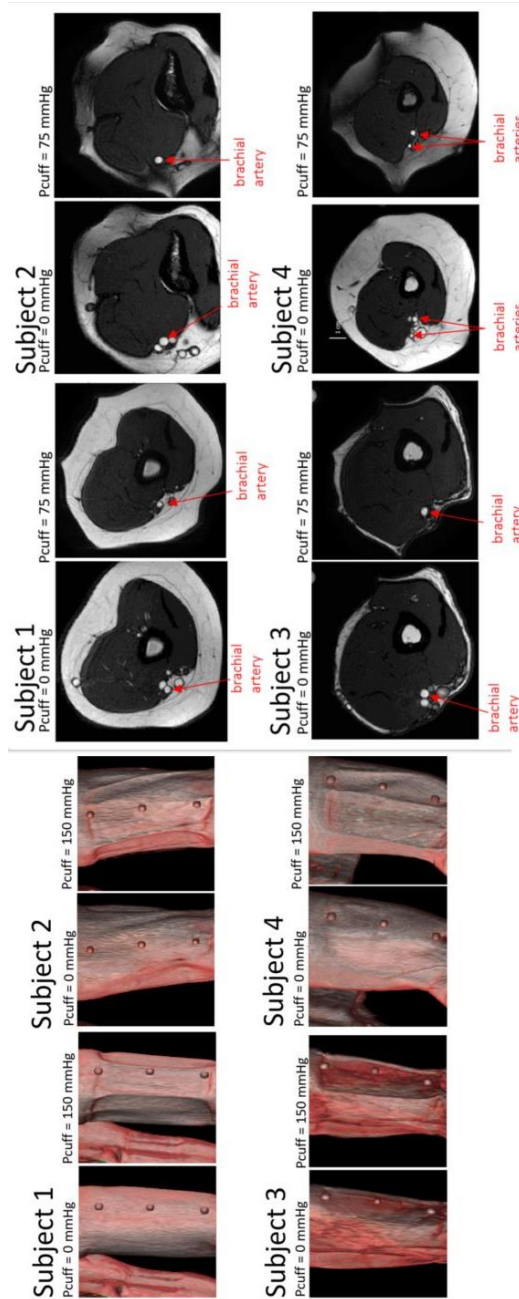 Subject 1
Pcuff = 0 mmHg
Pcuff = 150 mmHg
Subject 2
Pcuff = 0 mmHg
Pcuff = 150 mmHg
Subject 3
Pcuff = 0 mmHg
Pcuff = 150 mmHg
Subject 4
Pcuff = 0 mmHg
Pcuff = 150 mmHg
Subject 1
Pcuff = 0 mmHg
Pcuff = 75 mmHg
brachial
artery
brachial
artery
Subject 2
Pcuff = 0 mmHg
Pcuff = 75 mmHg
brachial
artery
brachial
artery
Subject 3
Pcuff = 0 mmHg
Pcuff = 75 mmHg
brachial
artery
brachial
artery
Subject 4
Pcuff = 0 mmHg
Pcuff = 75 mmHg
brachial
arteries
brachial
arteries